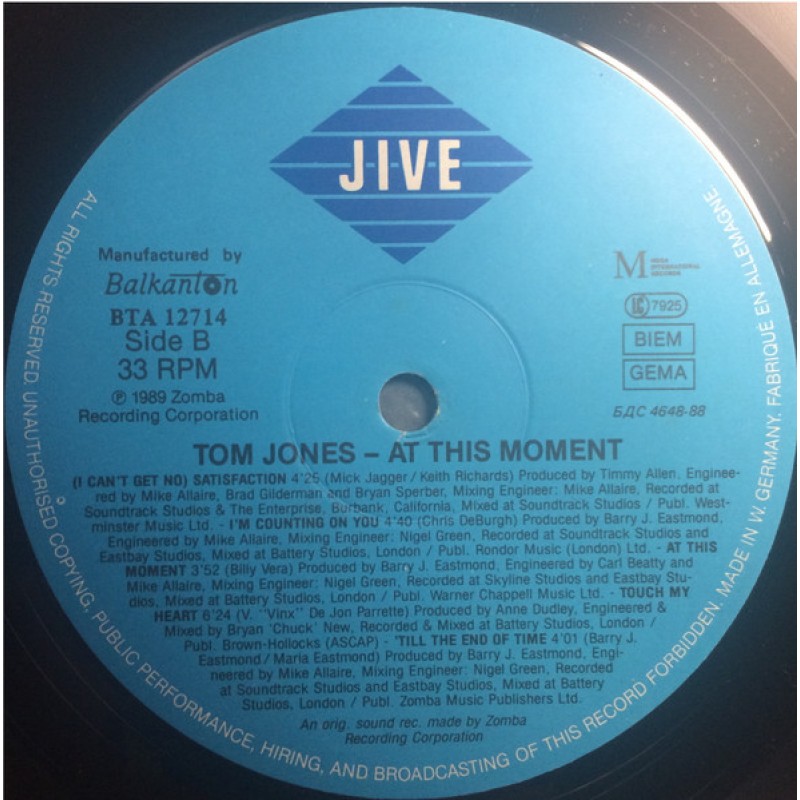 JIVE
Manufactured by
Balkanton
BTA 12714
Side B
33 RPM
℗ 1989 Zomba
Recording Corporation
M MEGA
INTERNATIONAL
RECORDS
LC 7925
BIEM
GEMA
БДС 4648-88
TOM JONES – AT THIS MOMENT
(I CAN'T GET NO) SATISFACTION 4'25 (Mick Jagger / Keith Richards) Produced by Timmy Allen, Enginee-
red by Mike Allaire, Brad Gilderman and Bryan Sperber, Mixing Engineer: Mike Allaire, Recorded at
Soundtrack Studios & The Enterprise, Burbank, California, Mixed at Soundtrack Studios / Publ. West-
minster Music Ltd. - I'M COUNTING ON YOU 4'40 (Chris DeBurgh) Produced by Barry J. Eastmond,
Engineered by Mike Allaire, Mixing Engineer: Nigel Green, Recorded at Soundtrack Studios and
Eastbay Studios, Mixed at Battery Studios, London / Publ. Rondor Music (London) Ltd. - AT THIS
MOMENT 3'52 (Billy Vera) Produced by Barry J. Eastmond, Engineered by Carl Beatty and
Mike Allaire, Mixing Engineer: Nigel Green, Recorded at Skyline Studios and Eastbay Stu-
dios, Mixed at Battery Studios, London / Publ. Warner Chappell Music Ltd. - TOUCH MY
HEART 6'24 (V. "Vinx" De Jon Parrette) Produced by Anne Dudley, Engineered &
Mixed by Bryan 'Chuck' New, Recorded & Mixed at Battery Studios, London /
Publ. Brown-Hollocks (ASCAP) - 'TILL THE END OF TIME 4'01 (Barry J.
Eastmond / Maria Eastmond) Produced by Barry J. Eastmond, Engi-
neered by Mike Allaire, Mixing Engineer: Nigel Green, Recorded
at Soundtrack Studios and Eastbay Studios, Mixed at Battery
Studios, London / Publ. Zomba Music Publishers Ltd.
An orig. sound rec. made by Zomba
Recording Corporation
ALL RIGHTS RESERVED. UNAUTHORISED COPYING, PUBLIC PERFORMANCE, HIRING, AND BROADCASTING OF THIS RECORD FORBIDDEN. MADE IN W. GERMANY. FABRIQUÉ EN ALLEMAGNE.